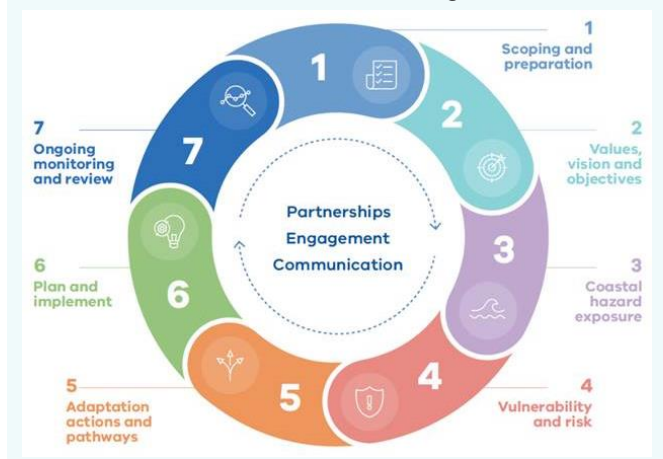 1
Scoping and
preparation
2
Values,
vision and
objectives
3
Coastal
hazard
exposure
4
Vulnerability
and risk
5
Adaptation
actions and
pathways
6
Plan and
implement
7
Ongoing
monitoring
and review
1
2
3
4
5
6
7
Partnerships
Engagement
Communication